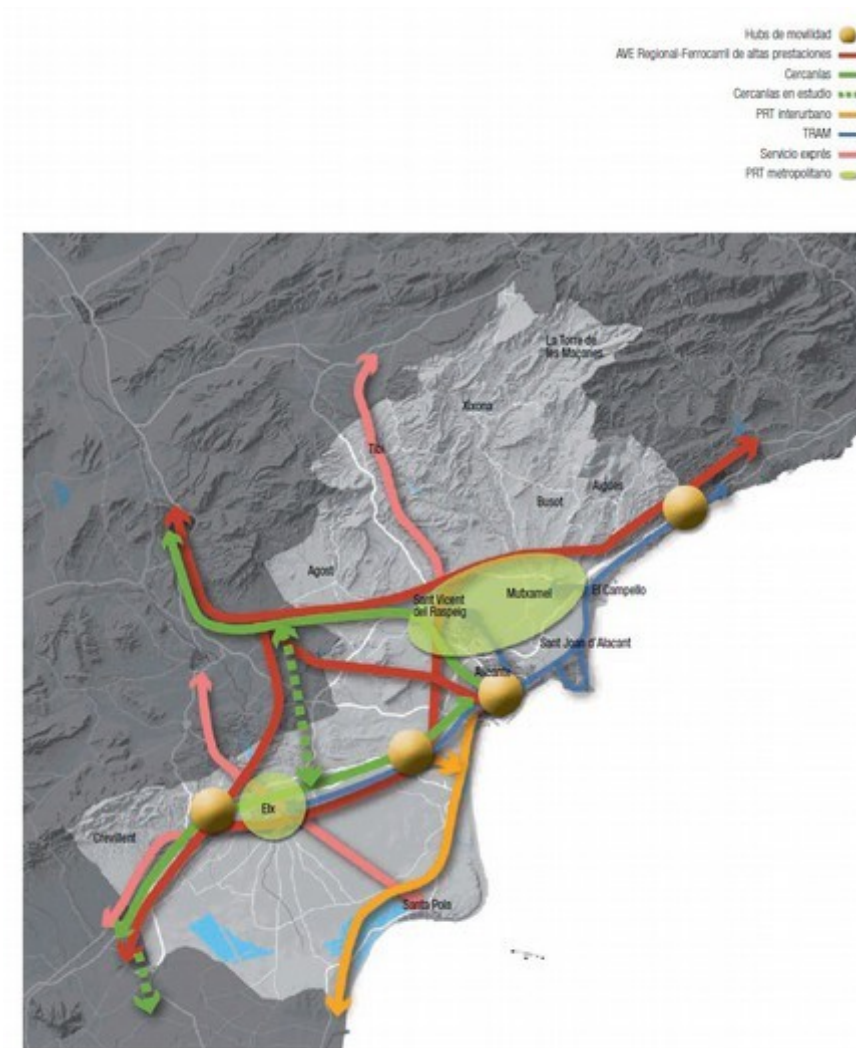 Hubs de movilidad
AVE Regional-Ferrocarril de altas prestaciones
Cercanías
Cercanías en estudio
PRT interurbano
TRAM
Servicio exprés
PRT metropolitano
La Torre de
les Maçanes
Xixona
Tibi
Aigües
Busot
Agost
Sant Vicent
del Raspeig
Mutxamel
El Campello
Sant Joan d'Alacant
Alacant
Elx
Crevillent
Santa Pola